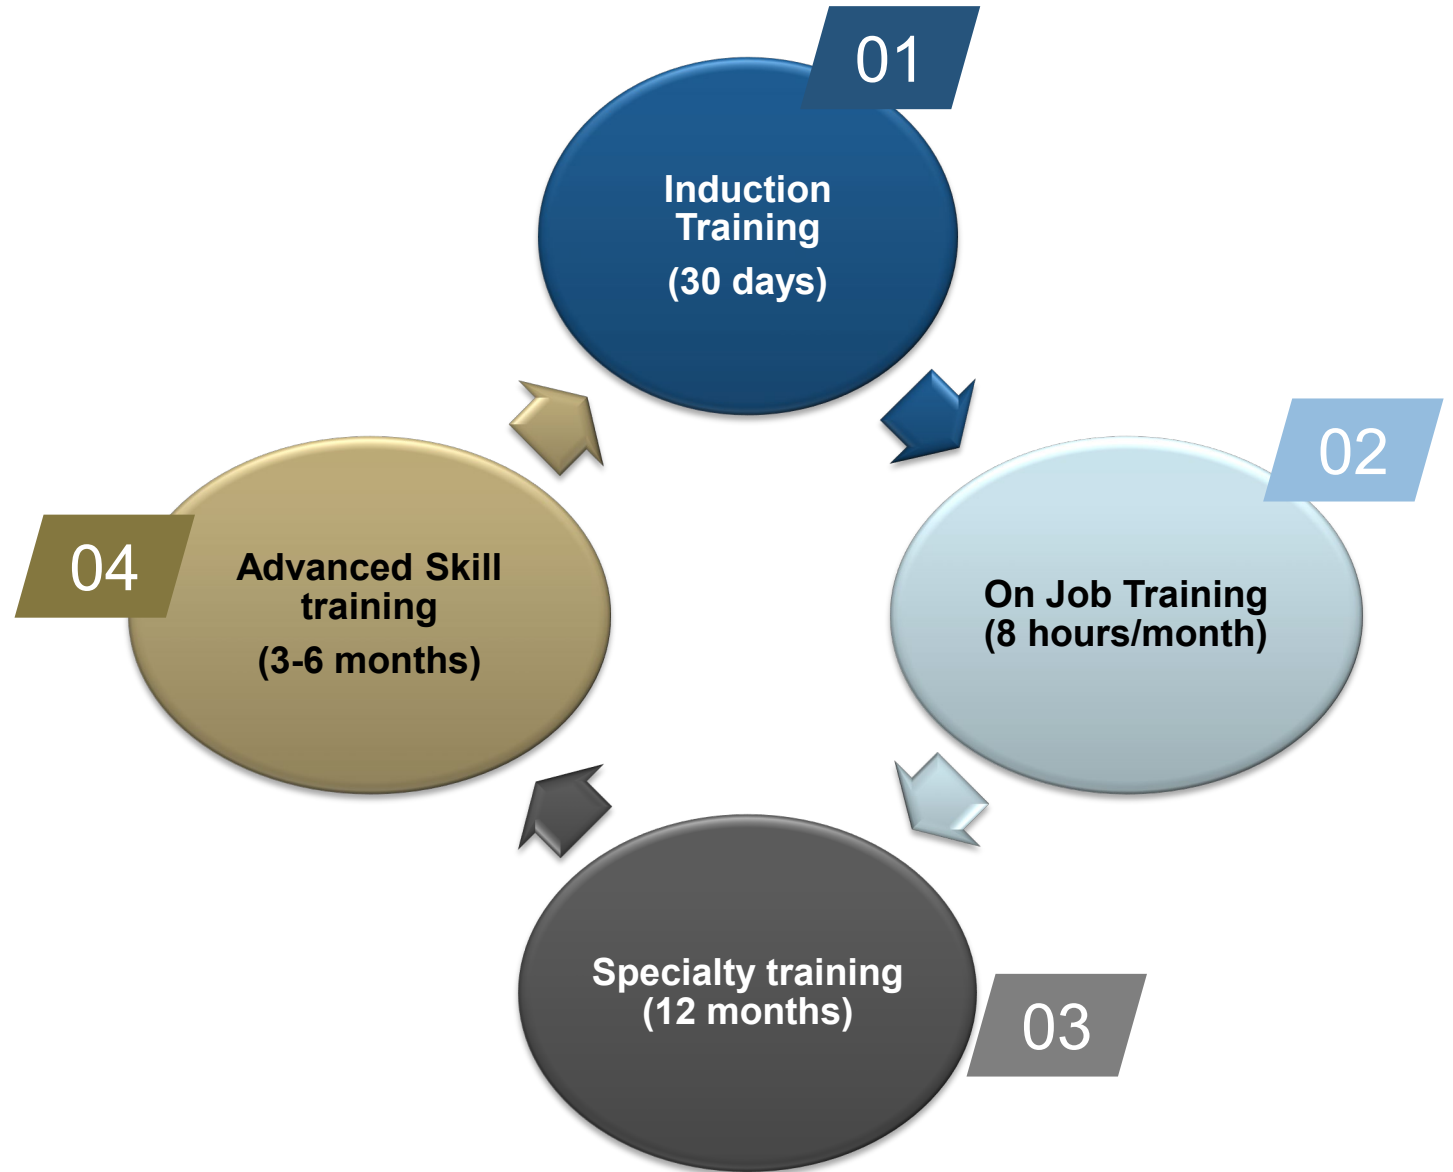 01
Induction
Training
(30 days)
02
On Job Training
(8 hours/month)
03
Specialty training
(12 months)
04
Advanced Skill
training
(3-6 months)